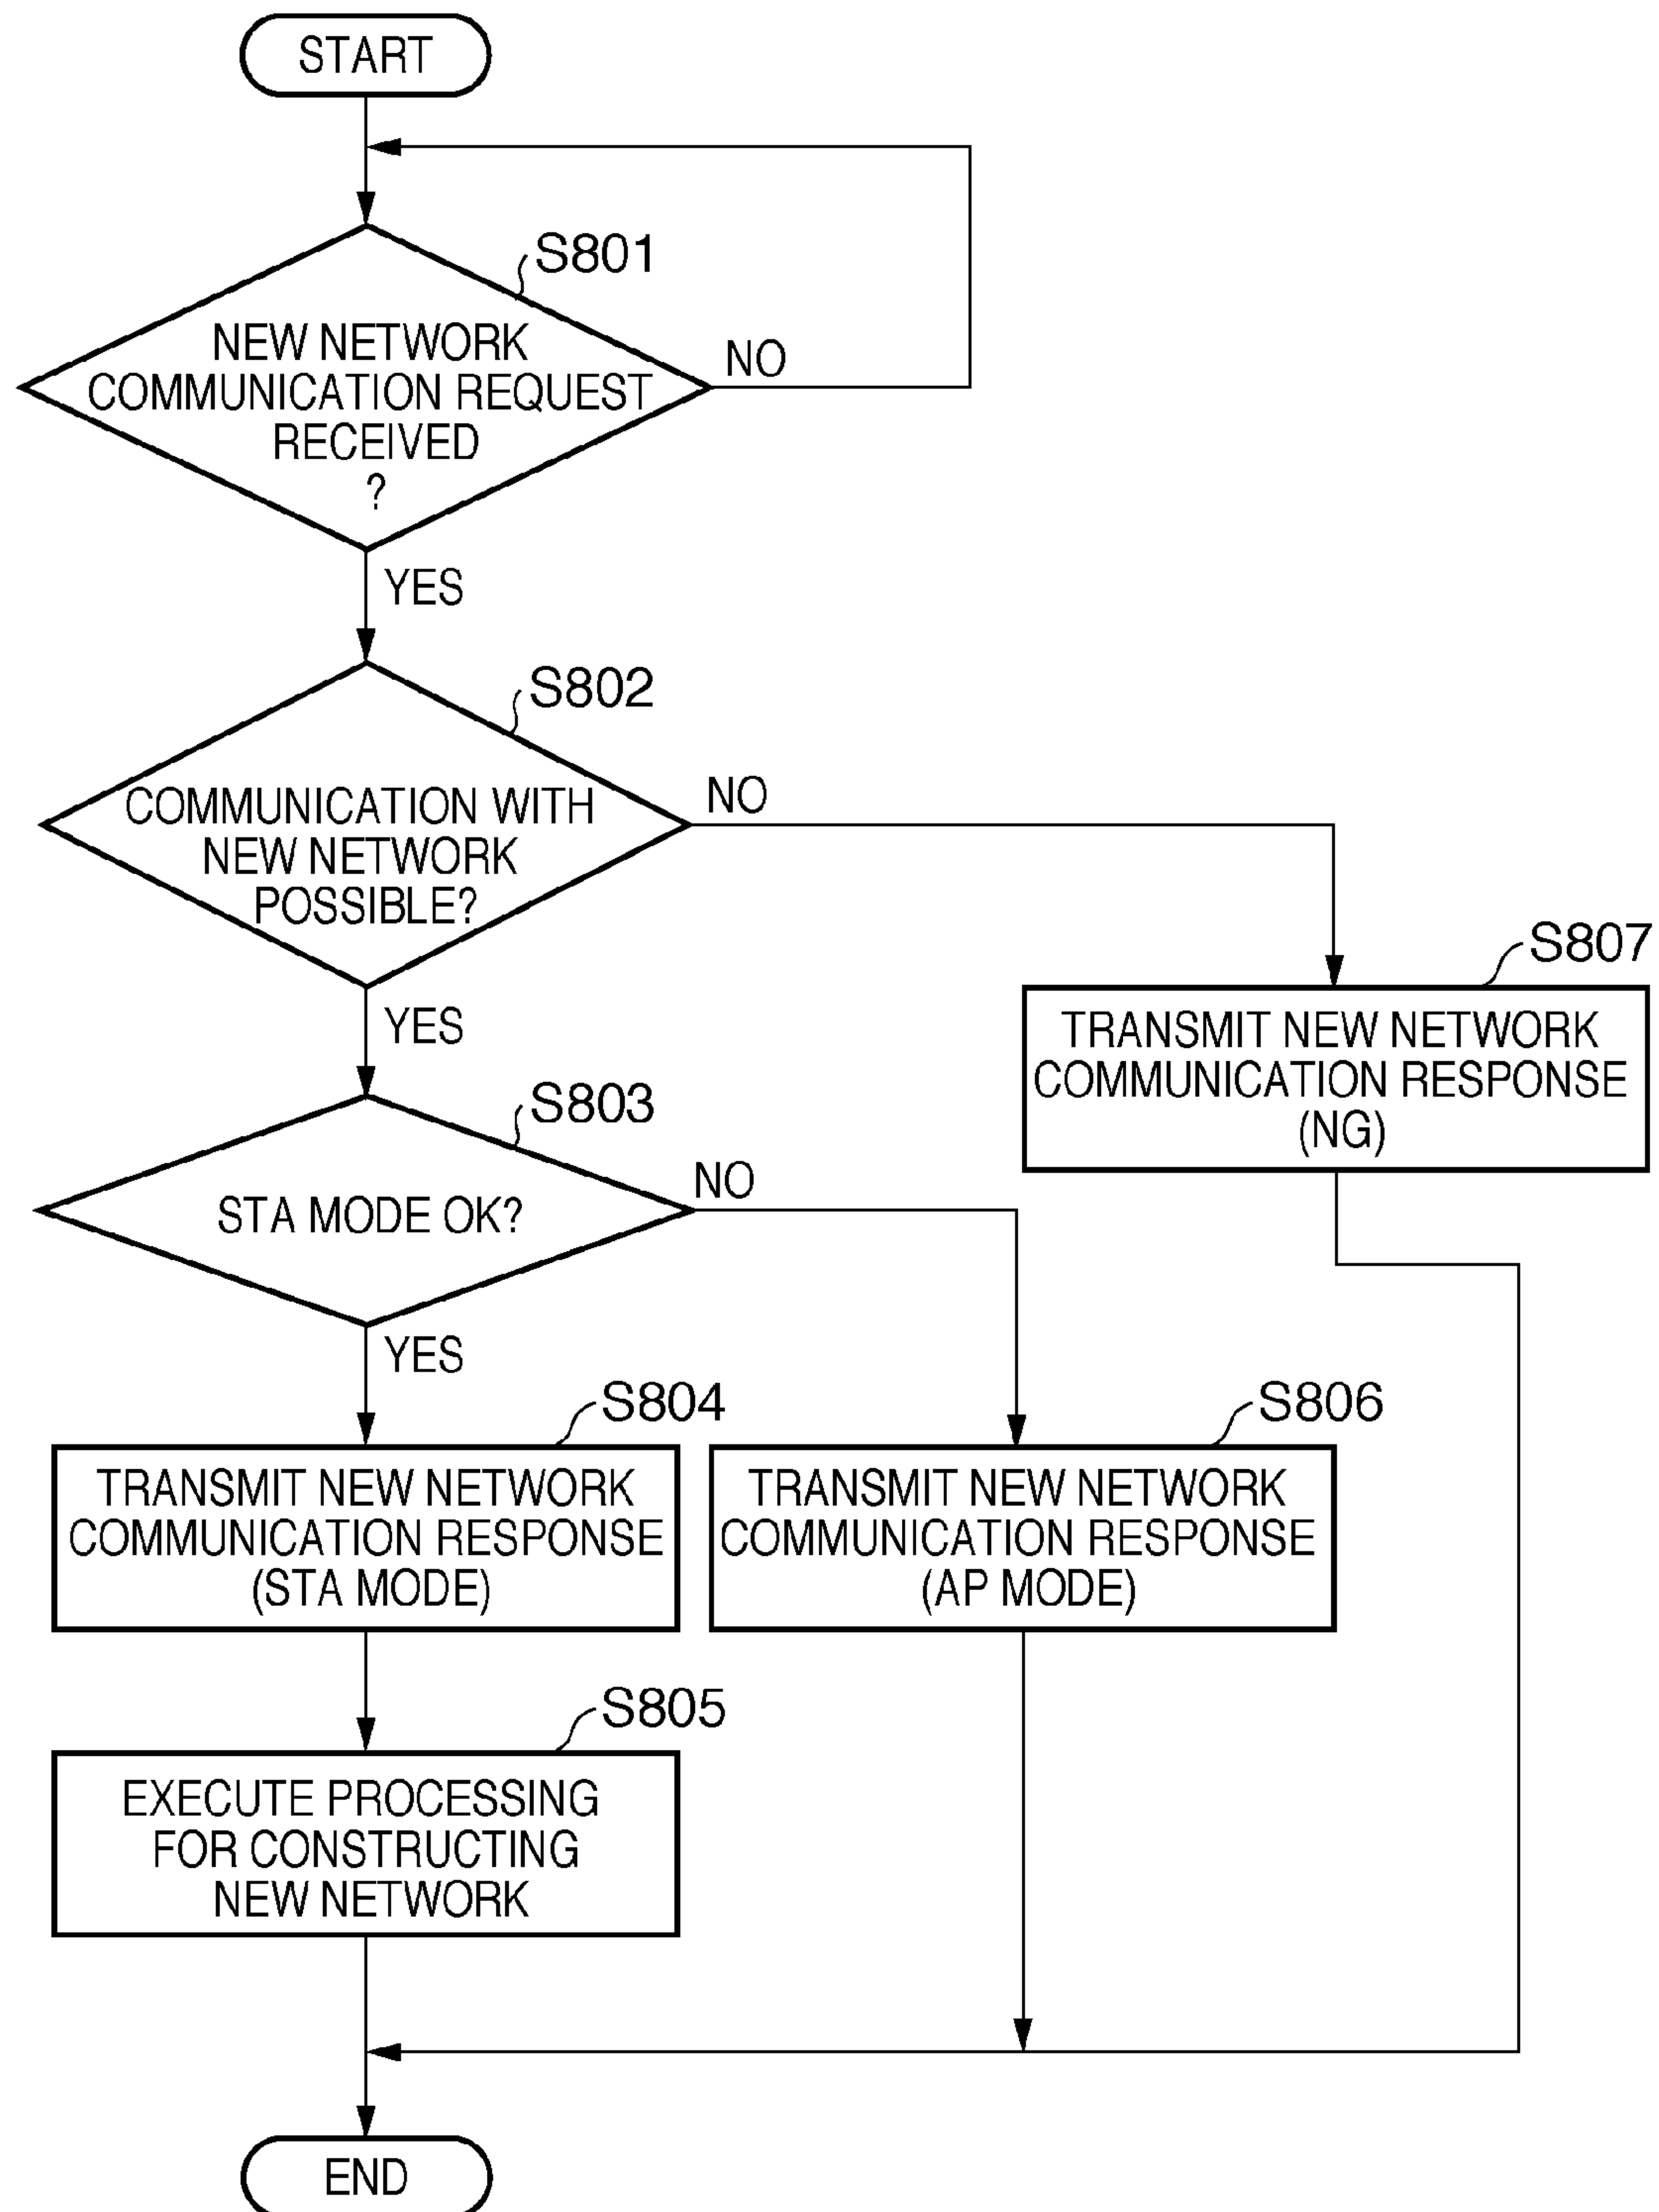 START
S801
NEW NETWORK
COMMUNICATION REQUEST
RECEIVED
?
NO
YES
S802
COMMUNICATION WITH
NEW NETWORK
POSSIBLE?
NO
YES
S807
TRANSMIT NEW NETWORK
COMMUNICATION RESPONSE
(NG)
S803
STA MODE OK?
NO
YES
S804
TRANSMIT NEW NETWORK
COMMUNICATION RESPONSE
(STA MODE)
S806
TRANSMIT NEW NETWORK
COMMUNICATION RESPONSE
(AP MODE)
S805
EXECUTE PROCESSING
FOR CONSTRUCTING
NEW NETWORK
END